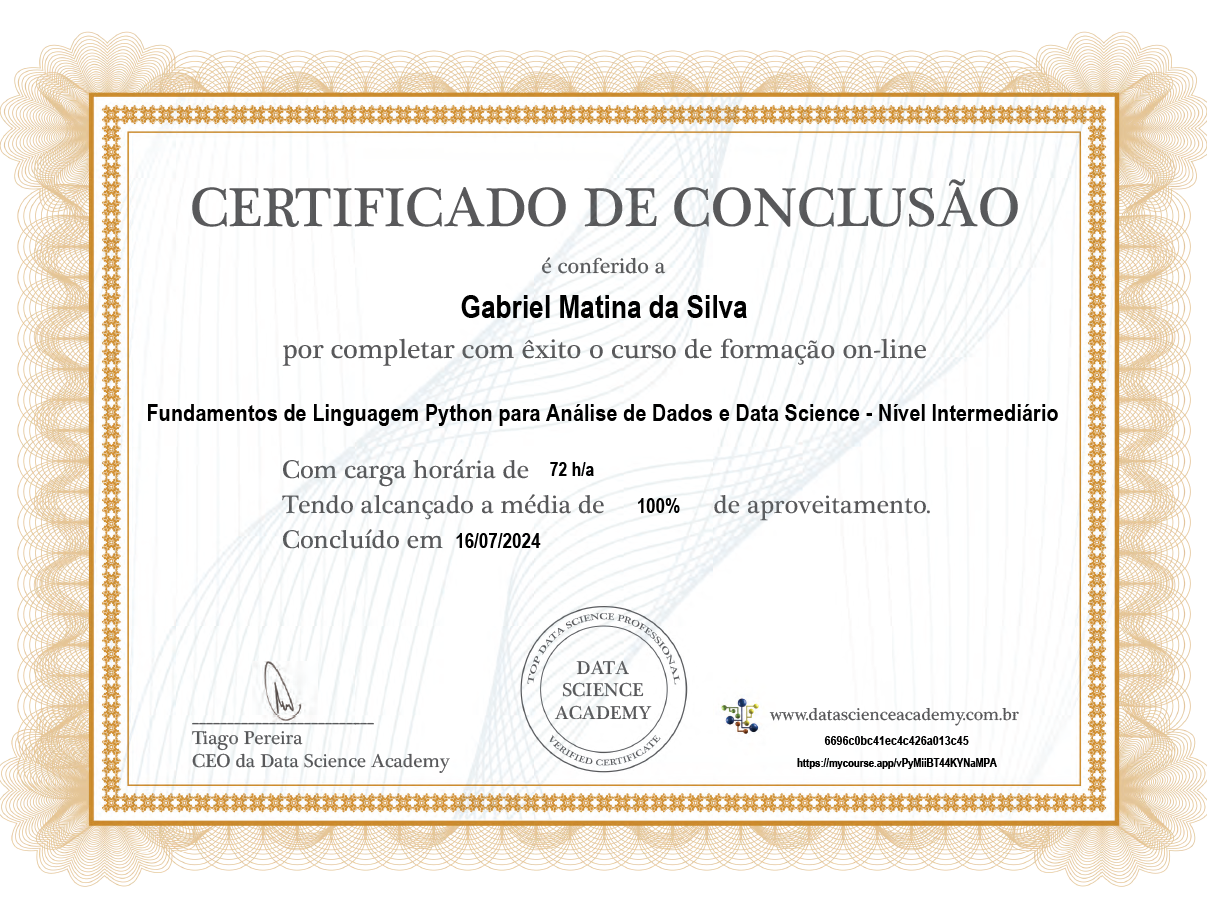 CERTIFICADO DE CONCLUSÃO
é conferido a
Gabriel Matina da Silva
por completar com êxito o curso de formação on-line
Fundamentos de Linguagem Python para Análise de Dados e Data Science - Nível Intermediário
Com carga horária de 72 h/a
Tendo alcançado a média de 100% de aproveitamento.
Concluído em 16/07/2024
Tiago Pereira
CEO da Data Science Academy
TOP DATA SCIENCE PROFESSIONAL
DATA
SCIENCE
ACADEMY
VERIFIED CERTIFICATE
www.datascienceacademy.com.br
6696c0bc41ec4c426a013c45
https://mycourse.app/vPyMiiBT44KYNaMPA